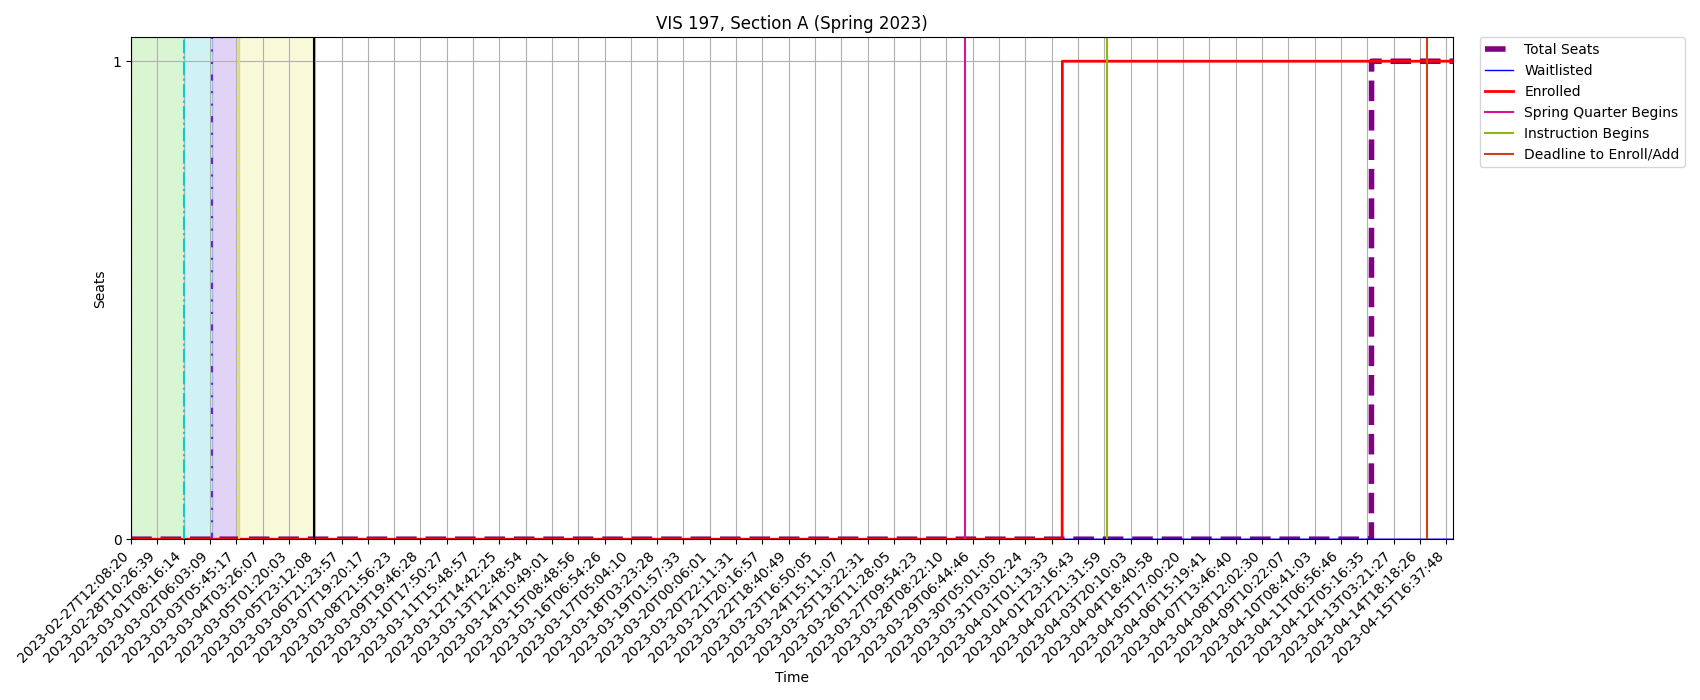 VIS 197, Section A (Spring 2023)
Total Seats
Waitlisted
Enrolled
Spring Quarter Begins
Instruction Begins
Deadline to Enroll/Add
Seats
1
0
2023-02-27T12:08:20
2023-02-28T10:26:39
2023-03-01T08:16:14
2023-03-02T06:03:09
2023-03-03T05:45:17
2023-03-04T03:26:07
2023-03-05T01:20:03
2023-03-05T23:12:08
2023-03-06T21:23:57
2023-03-07T19:20:17
2023-03-08T21:56:23
2023-03-09T19:46:28
2023-03-10T17:50:27
2023-03-11T15:48:57
2023-03-12T14:42:25
2023-03-13T12:48:54
2023-03-14T10:49:01
2023-03-15T08:48:56
2023-03-16T06:54:26
2023-03-17T05:04:10
2023-03-18T03:23:28
2023-03-19T01:57:33
2023-03-20T00:06:01
2023-03-20T22:11:31
2023-03-21T20:16:57
2023-03-22T18:40:49
2023-03-23T16:50:05
2023-03-24T15:11:07
2023-03-25T13:22:31
2023-03-26T11:28:05
2023-03-27T09:54:23
2023-03-28T08:22:10
2023-03-29T06:44:46
2023-03-30T05:01:05
2023-03-31T03:02:24
2023-04-01T01:13:33
2023-04-01T23:16:43
2023-04-02T21:31:59
2023-04-03T20:10:03
2023-04-04T18:40:58
2023-04-05T17:00:20
2023-04-06T15:19:41
2023-04-07T13:46:40
2023-04-08T12:02:30
2023-04-09T10:22:07
2023-04-10T08:41:03
2023-04-11T06:56:46
2023-04-12T05:16:35
2023-04-13T03:21:27
2023-04-14T18:18:26
2023-04-15T16:37:48
Time